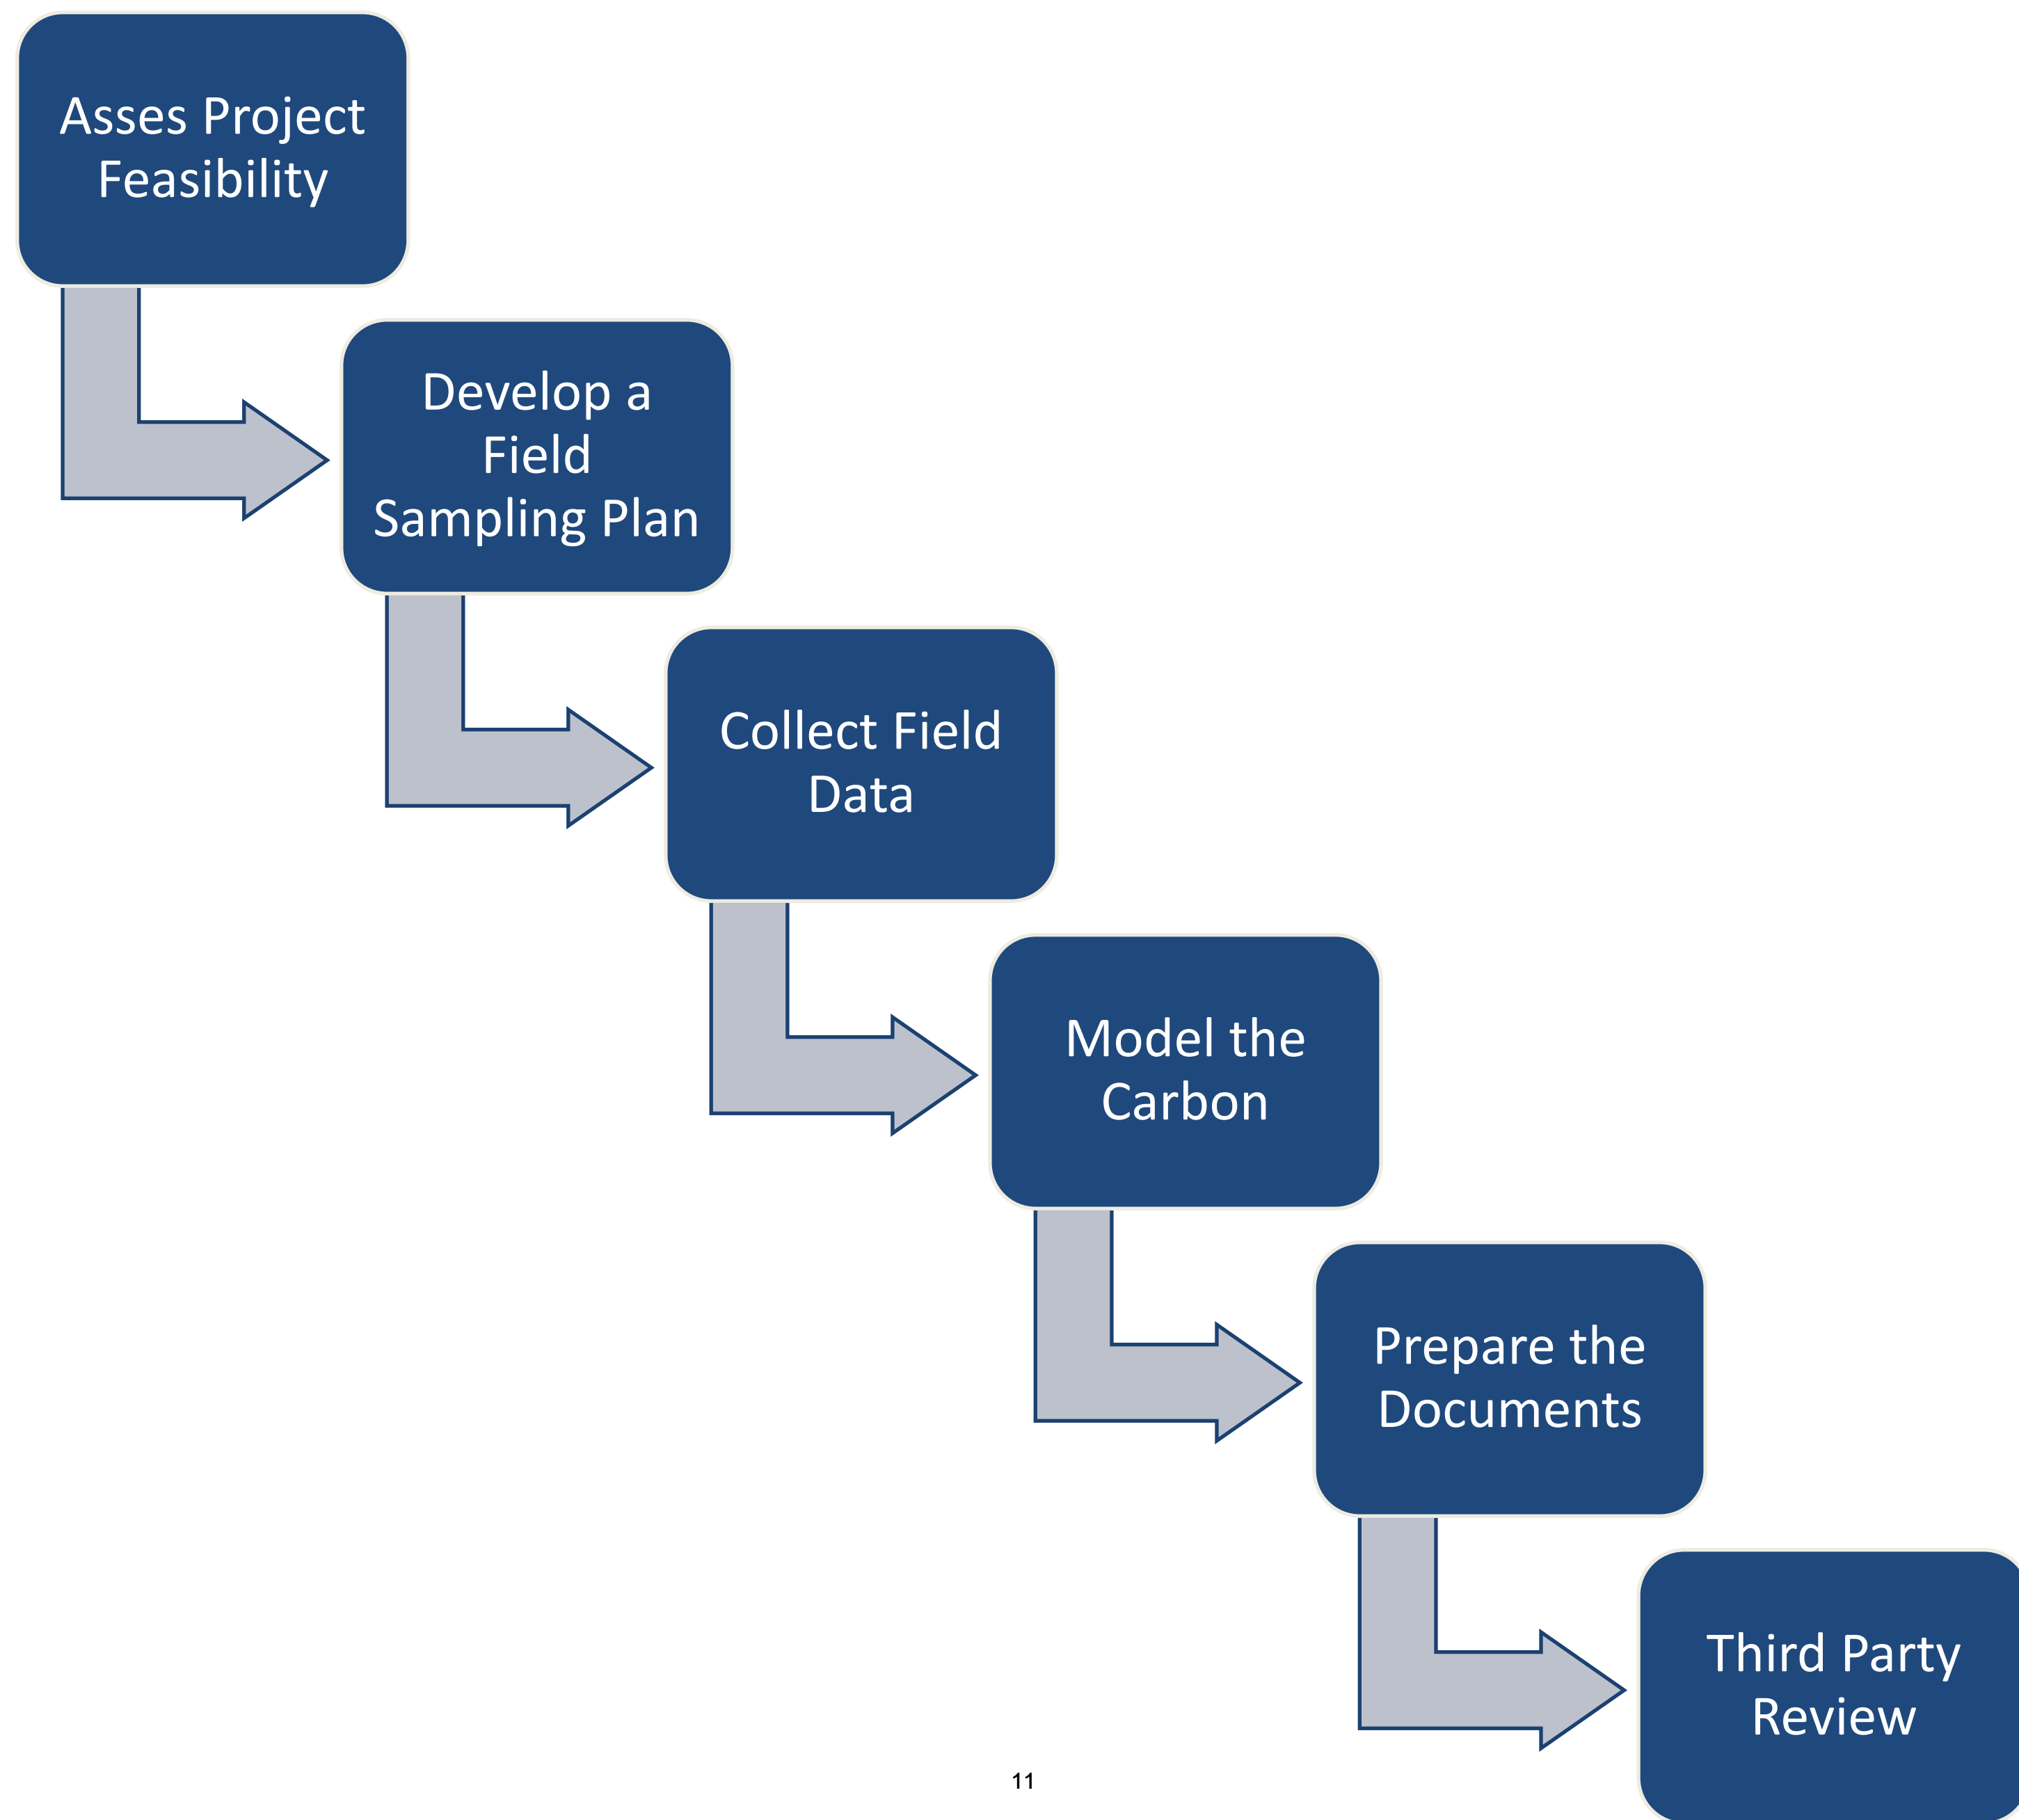 Asses Project
Feasibility
Develop a
Field
Sampling Plan
Collect Field
Data
Model the
Carbon
Prepare the
Documents
Third Party
Review
11